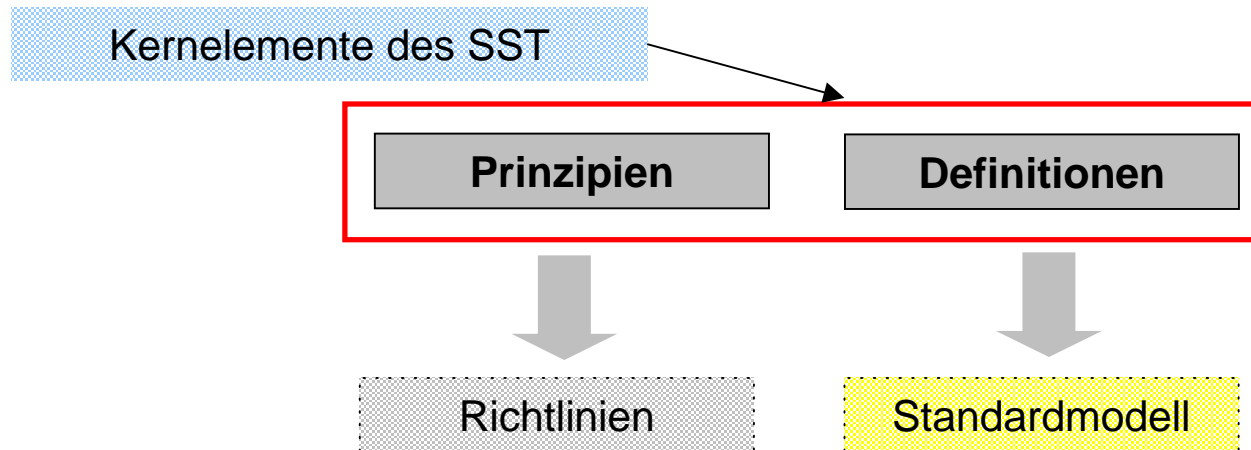 Kernelemente des SST
Prinzipien
Definitionen
Richtlinien
Standardmodell